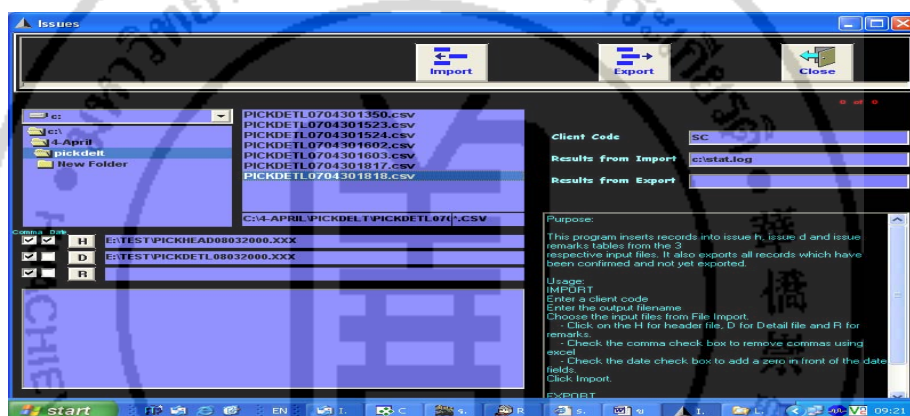 Issues
Import
Export
Close
0 of 0
c:
c:\
4-April
pickdelt
New Folder
PICKDETL0704301350.csv
PICKDETL0704301523.csv
PICKDETL0704301524.csv
PICKDETL0704301602.csv
PICKDETL0704301603.csv
PICKDETL0704301817.csv
PICKDETL0704301818.csv
C:\4-APRIL\PICKDELT\PICKDETL07(
*.CSV
Client Code
SC
Results from Import
c:\stat.log
Results from Export
Comma Date
H
E:\TEST\PICKHEAD08032000.XXX
D
E:\TEST\PICKDETL08032000.XXX
R
Purpose:
This program inserts records into issue h, issue d and issue
remarks tables from the 3
respective input files. It also exports all records which have
been confirmed and not yet exported.
Usage:
IMPORT
Enter a client code
Enter the output filename
Choose the input files from File Import.
- Click on the H for header file, D for Detail file and R for
remarks.
- Check the comma check box to remove commas using
excel
- Check the date check box to add a zero in front of the date
fields.
Click Import.
EXPORT
start
EN
I.
C
s.
R
s.
I.
09:21